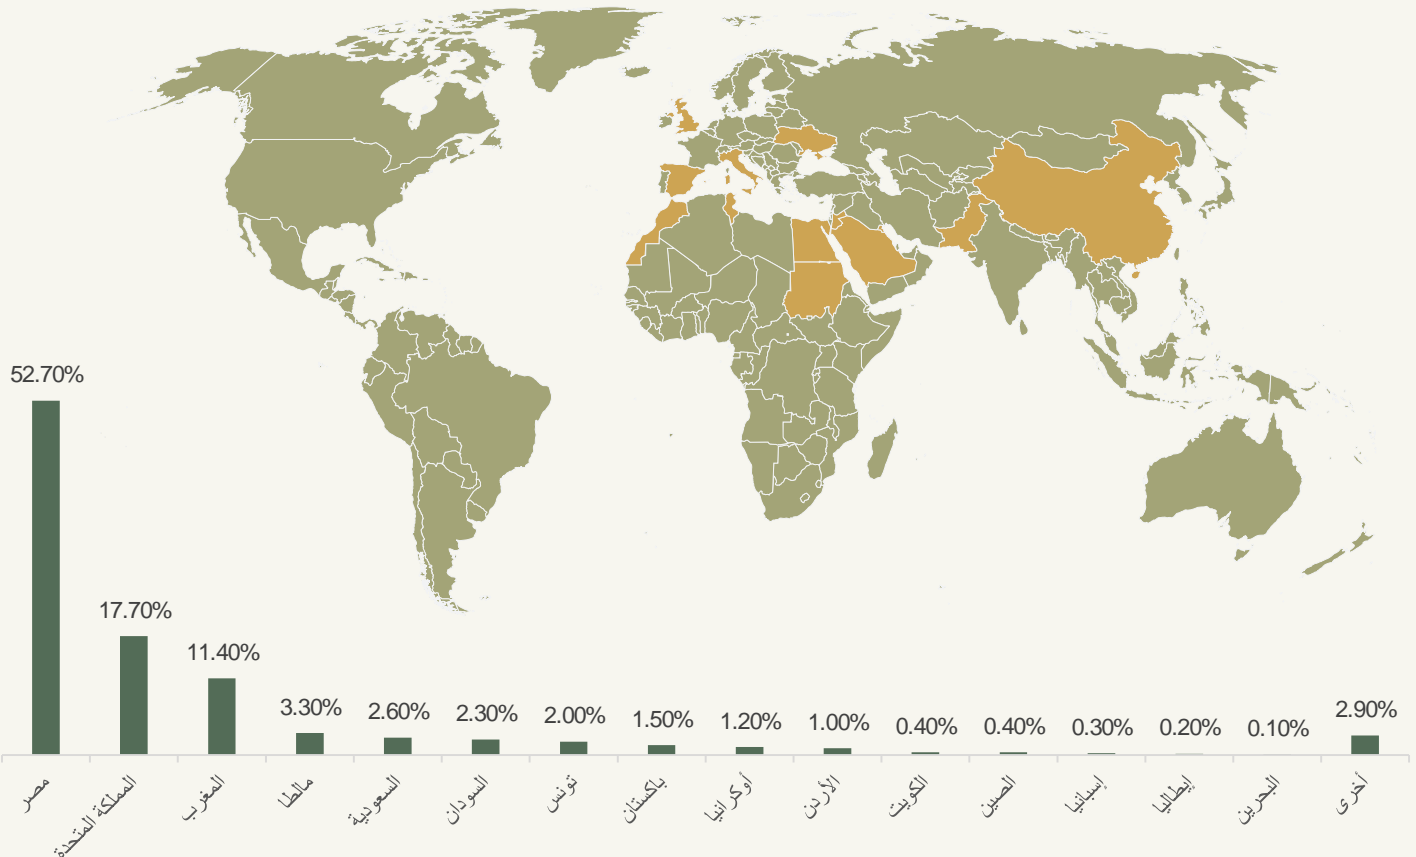 52.70%
17.70%
11.40%
3.30%
2.60%
2.30%
2.00%
1.50%
1.20%
1.00%
0.40%
0.40%
0.30%
0.20%
0.10%
2.90%
مصر
المملكة المتحدة
المغرب
مالطا
السعودية
السودان
تونس
باكستان
أوكرانيا
الأردن
الكويت
الصين
إسبانيا
إيطاليا
البحرين
أخرى